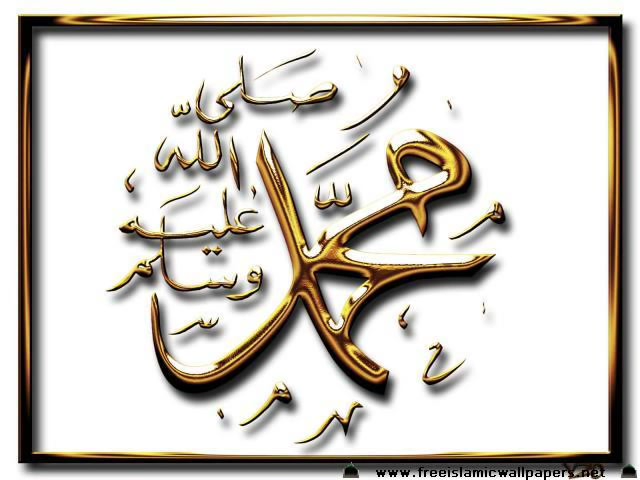 محمد
صلى
الله
عليه
وسلم
www.freeislamicwallpapers.net